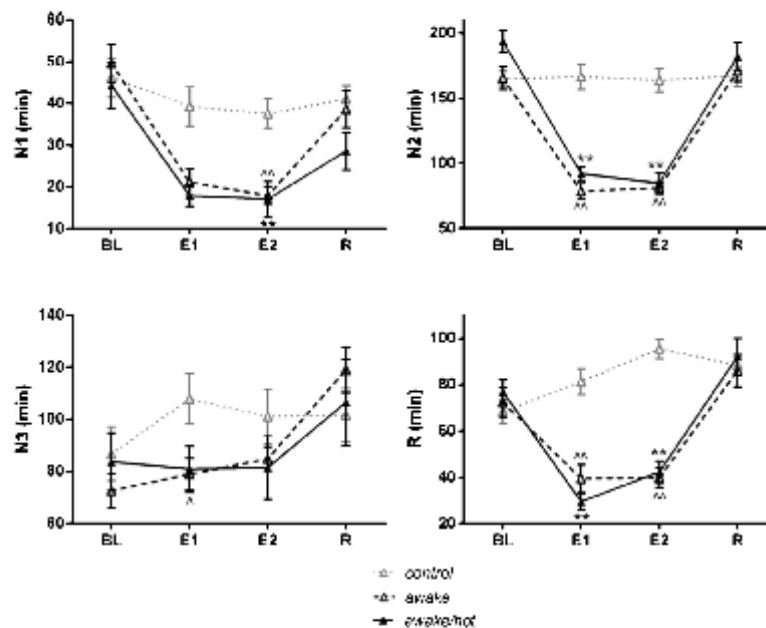 60
50
40
30
20
10
N1 (min)
BL E1 E2 R
^^
**
200
150
100
50
N2 (min)
BL E1 E2 R
** **
^^ ^^
140
120
100
80
60
N3 (min)
BL E1 E2 R
^
100
80
60
40
20
R (min)
BL E1 E2 R
^^ **
** ^^
control
awake
awake/hot